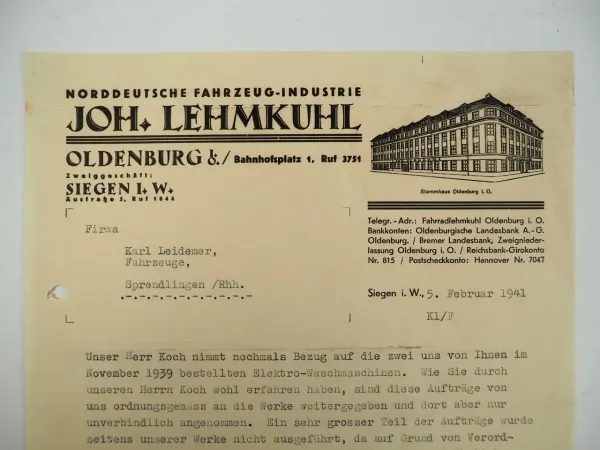 NORDDEUTSCHE FAHRZEUG-INDUSTRIE
JOH. LEHMKUHL
OLDENBURG i.O./ Bahnhofsplatz 1, Ruf 3751
Zweiggeschäft:
SIEGEN I. W.
Austraße 5, Ruf 1044
Stammhaus Oldenburg i. O.
Telegr.-Adr.: Fahrradlehmkuhl Oldenburg i. O.
Bankkonten: Oldenburgische Landesbank A.-G.
Oldenburg. / Bremer Landesbank, Zweignieder-
lassung Oldenburg i. O. / Reichsbank-Girokonto
Nr. 815 / Postscheckkonto: Hannover Nr. 7047
Firma
Karl Leidemer,
Fahrzeuge,
Sprendlingen /Rhh.
Siegen i. W., 5. Februar 1941
Kl/F
Unser Herr Koch nimmt nochmals Bezug auf die zwei uns von Ihnen im
November 1939 bestellten Elektro-Waschmaschinen. Wie Sie durch
unseren Herrn Koch wohl erfahren haben, sind diese Aufträge von
uns ordnungsgemäss an die Werke weitergegeben und dort aber nur
unverbindlich angenommen. Ein sehr grosser Teil der Aufträge wurde
seitens unserer Werke nicht ausgeführt, da auf Grund von Verord-